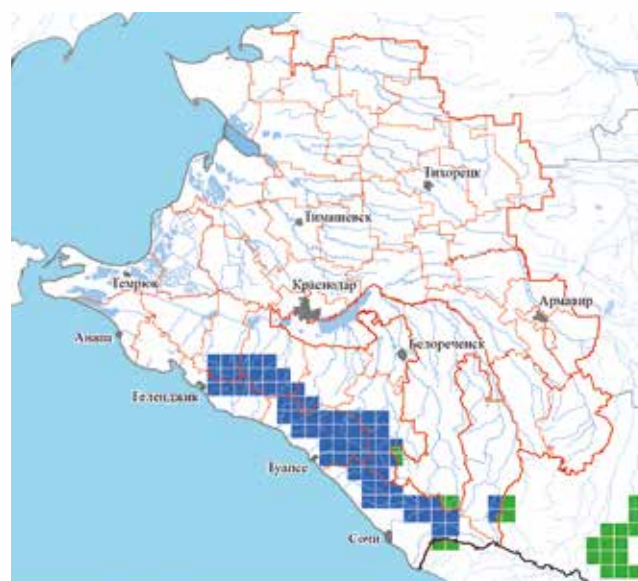 Тихорецк
Тимашевск
Темрюк
Краснодар
Армавир
Анапа
Белореченск
Геленджик
Туапсе
Сочи